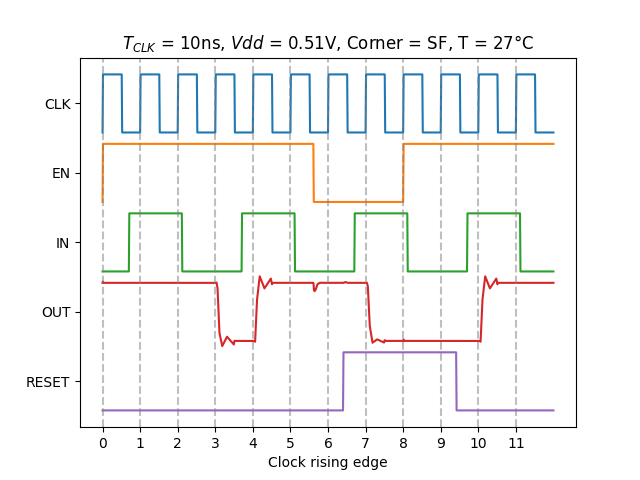 T_CLK = 10ns, Vdd = 0.51V, Corner = SF, T = 27°C
CLK
EN
IN
OUT
RESET
0 1 2 3 4 5 6 7 8 9 10 11
Clock rising edge